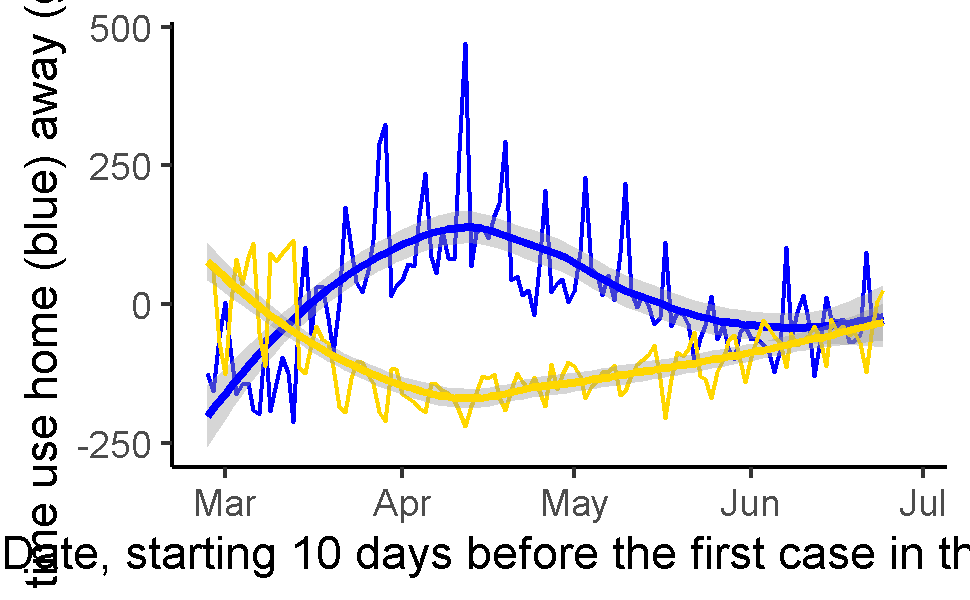 time use home (blue) away (
500
250
0
-250
Mar Apr May Jun Jul
Date, starting 10 days before the first case in th